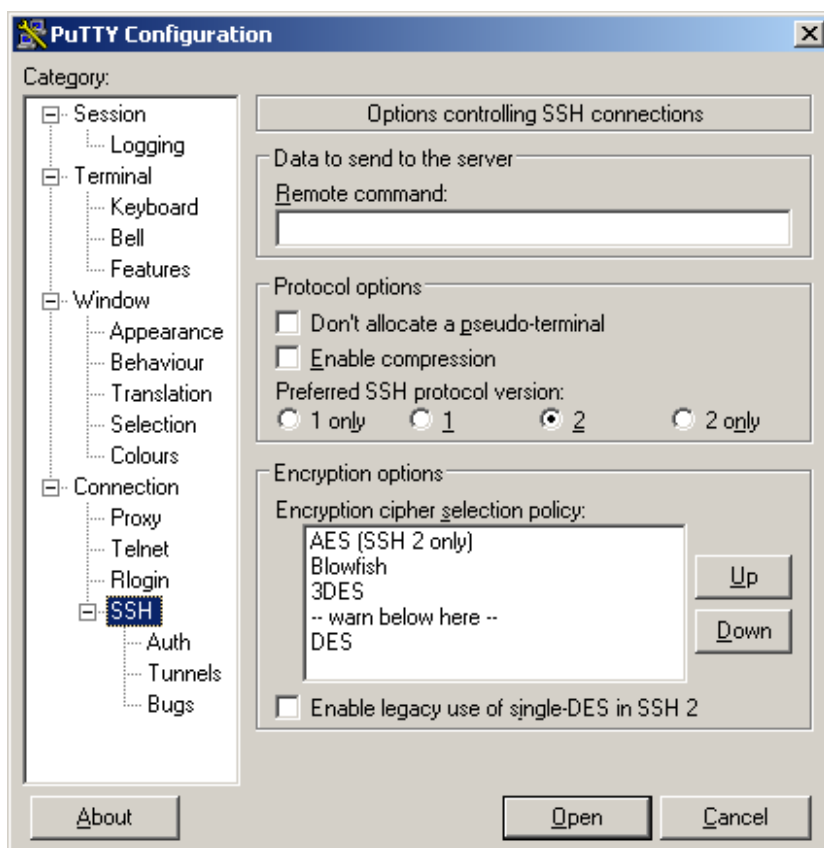 PuTTY Configuration
Category:
Session
Logging
Terminal
Keyboard
Bell
Features
Window
Appearance
Behaviour
Translation
Selection
Colours
Connection
Proxy
Telnet
Rlogin
SSH
Auth
Tunnels
Bugs
Options controlling SSH connections
Data to send to the server
Remote command:
Protocol options
Don't allocate a pseudo-terminal
Enable compression
Preferred SSH protocol version:
1 only 1 2 2 only
Encryption options
Encryption cipher selection policy:
AES (SSH 2 only)
Blowfish
3DES
-- warn below here --
DES
Up
Down
Enable legacy use of single-DES in SSH 2
About Open Cancel